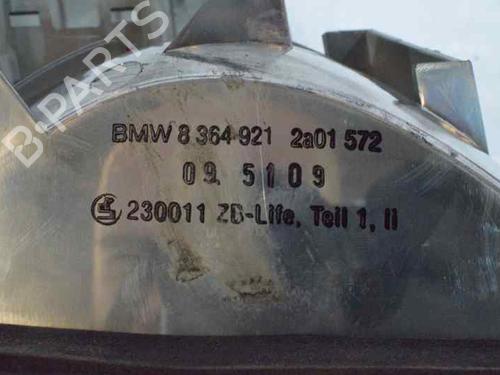 B-PARTS
BMW 8 364 921 2a01 572
09. 5109
230011 ZB-Life, Teil 1, II